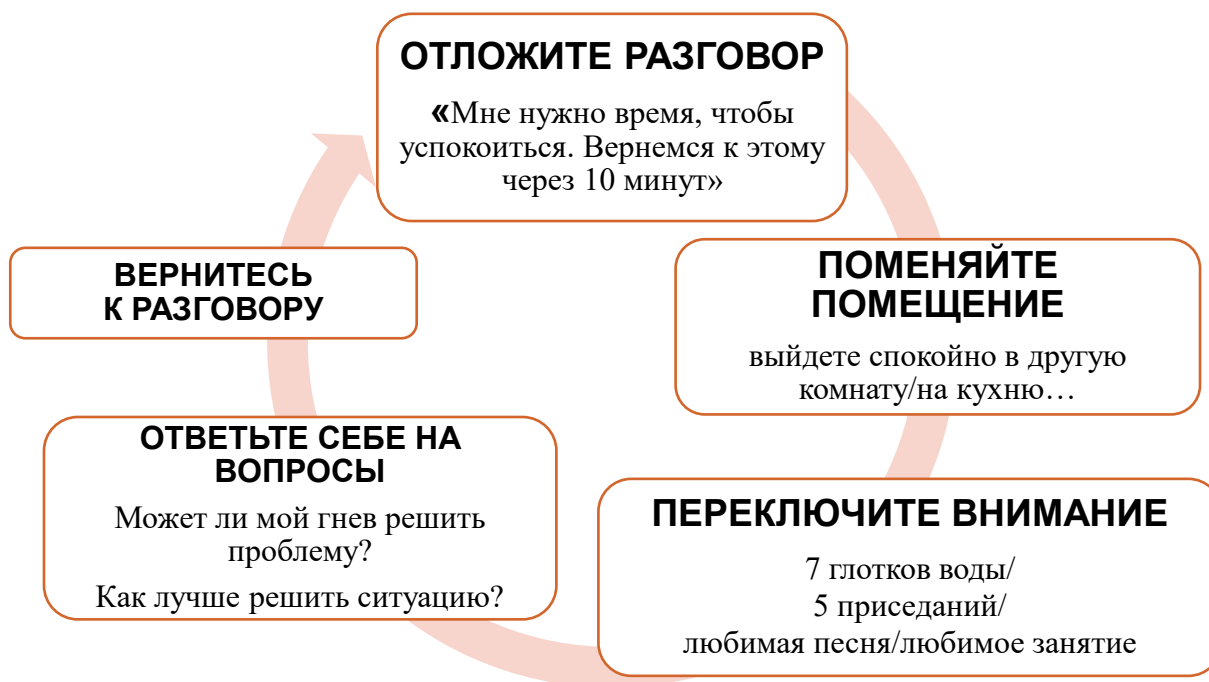 ОТЛОЖИТЕ РАЗГОВОР
«Мне нужно время, чтобы
успокоиться. Вернемся к этому
через 10 минут»
ПОМЕНЯЙТЕ
ПОМЕЩЕНИЕ
выйдете спокойно в другую
комнату/на кухню…
ПЕРЕКЛЮЧИТЕ ВНИМАНИЕ
7 глотков воды/
5 приседаний/
любимая песня/любимое занятие
ОТВЕТЬТЕ СЕБЕ НА
ВОПРОСЫ
Может ли мой гнев решить
проблему?
Как лучше решить ситуацию?
ВЕРНИТЕСЬ
К РАЗГОВОРУ